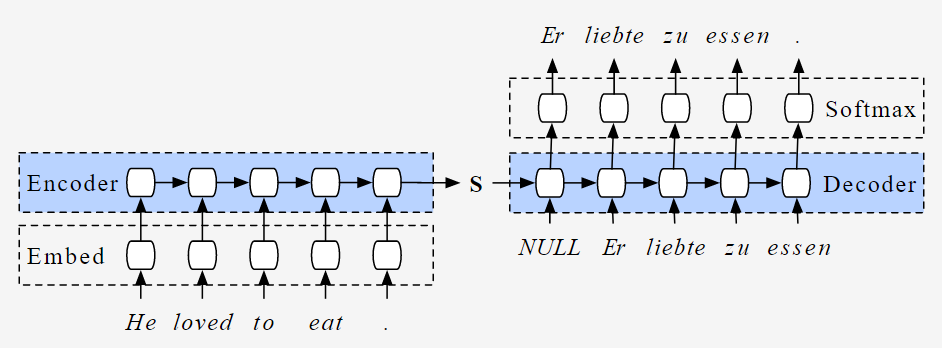 Er liebte zu essen .
Softmax
Encoder
S
Decoder
NULL Er liebte zu essen
Embed
He loved to eat .